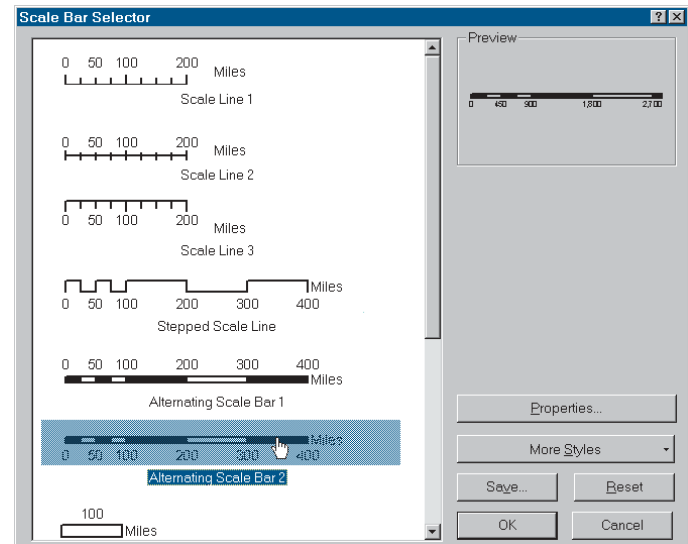 Scale Bar Selector
0 50 100 200 Miles
Scale Line 1
0 50 100 200 Miles
Scale Line 2
0 50 100 200 Miles
Scale Line 3
Miles
0 50 100 200 300 400
Stepped Scale Line
0 50 100 200 300 400
Miles
Alternating Scale Bar 1
Miles
0 50 100 200 300 400
Alternating Scale Bar 2
100
Miles
Preview
0 450 900 1,800 2,700
Properties...
More Styles
Save... Reset
OK Cancel